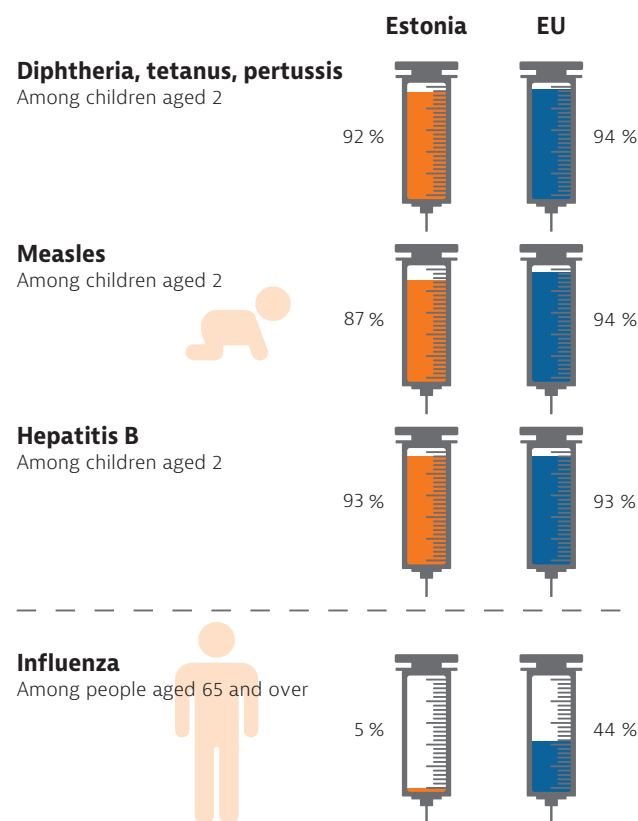 Estonia EU
Diphtheria, tetanus, pertussis
Among children aged 2
92 % 94 %
Measles
Among children aged 2
87 % 94 %
Hepatitis B
Among children aged 2
93 % 93 %
Influenza
Among people aged 65 and over
5 % 44 %